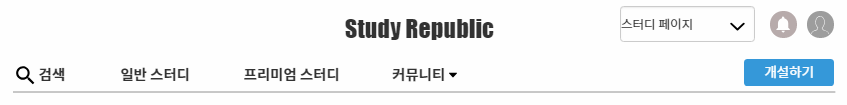 Study Republic
스터디 페이지
검색
일반 스터디
프리미엄 스터디
커뮤니티
개설하기